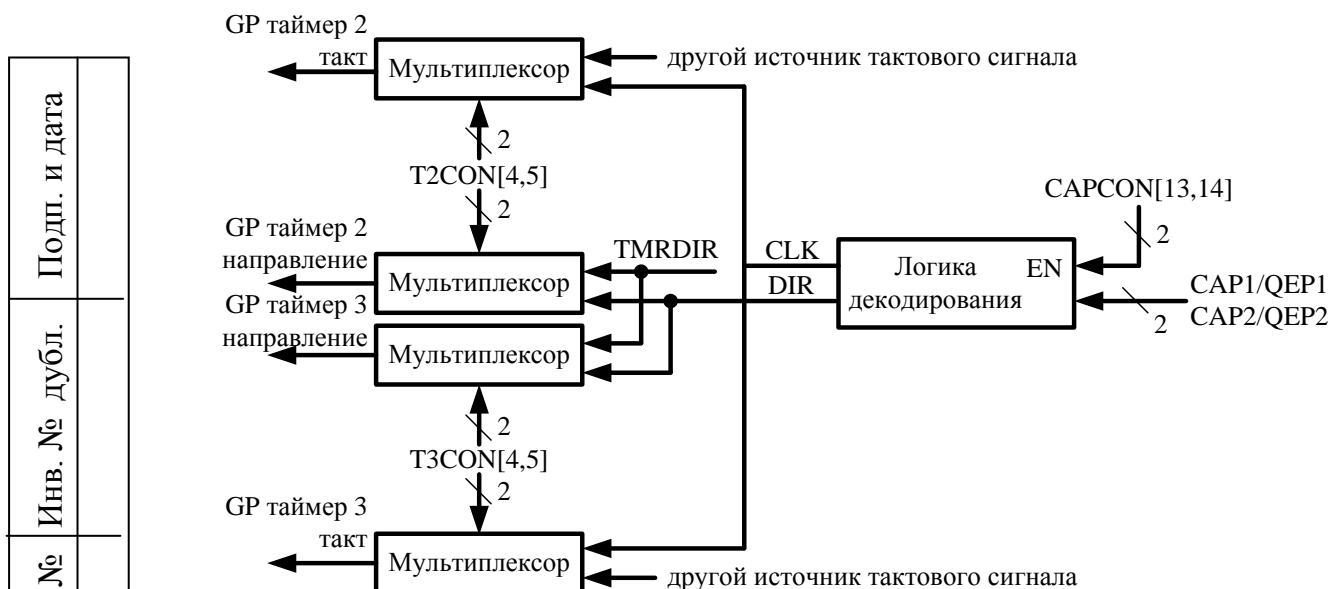 GP таймер 2
такт
Мультиплексор
другой источник тактового сигнала
2
T2CON[4,5]
2
GP таймер 2
направление
Мультиплексор
TMRDIR
CLK
DIR
Логика
декодирования
EN
CAPCON[13,14]
2
CAP1/QEP1
CAP2/QEP2
2
GP таймер 3
направление
Мультиплексор
2
T3CON[4,5]
2
GP таймер 3
такт
Мультиплексор
другой источник тактового сигнала
Подп. и дата
Инв. № дубл.
№